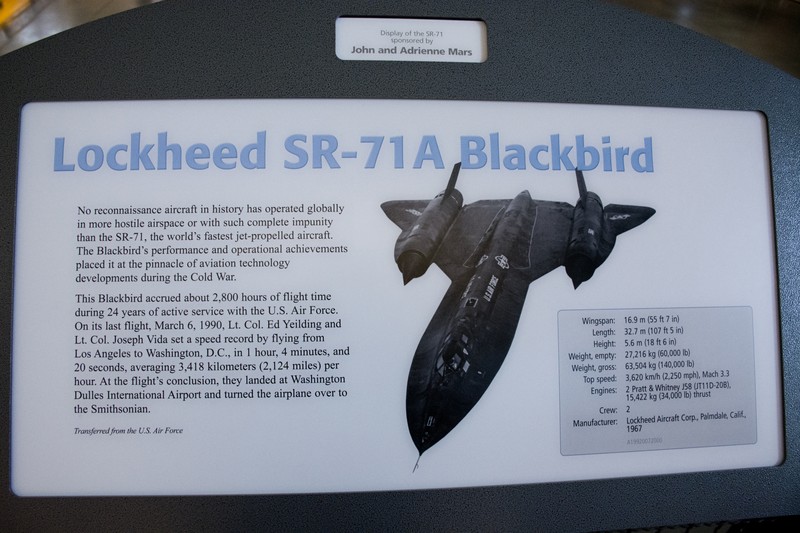 Display of the SR-71
sponsored by
John and Adrienne Mars
Lockheed SR-71A Blackbird
No reconnaissance aircraft in history has operated globally
in more hostile airspace or with such complete impunity
than the SR-71, the world's fastest jet-propelled aircraft.
The Blackbird's performance and operational achievements
placed it at the pinnacle of aviation technology
developments during the Cold War.
This Blackbird accrued about 2,800 hours of flight time
during 24 years of active service with the U.S. Air Force.
On its last flight, March 6, 1990, Lt. Col. Ed Yeilding and
Lt. Col. Joseph Vida set a speed record by flying from
Los Angeles to Washington, D.C., in 1 hour, 4 minutes, and
20 seconds, averaging 3,418 kilometers (2,124 miles) per
hour. At the flight's conclusion, they landed at Washington
Dulles International Airport and turned the airplane over to
the Smithsonian.
Transferred from the U.S. Air Force
U.S. AIR FORCE
Wingspan: 16.9 m (55 ft 7 in)
Length: 32.7 m (107 ft 5 in)
Height: 5.6 m (18 ft 6 in)
Weight, empty: 27,216 kg (60,000 lb)
Weight, gross: 63,504 kg (140,000 lb)
Top speed: 3,620 km/h (2,250 mph), Mach 3.3
Engines: 2 Pratt & Whitney J58 (JT11D-20B),
15,422 kg (34,000 lb) thrust
Crew: 2
Manufacturer: Lockheed Aircraft Corp., Palmdale, Calif.,
1967